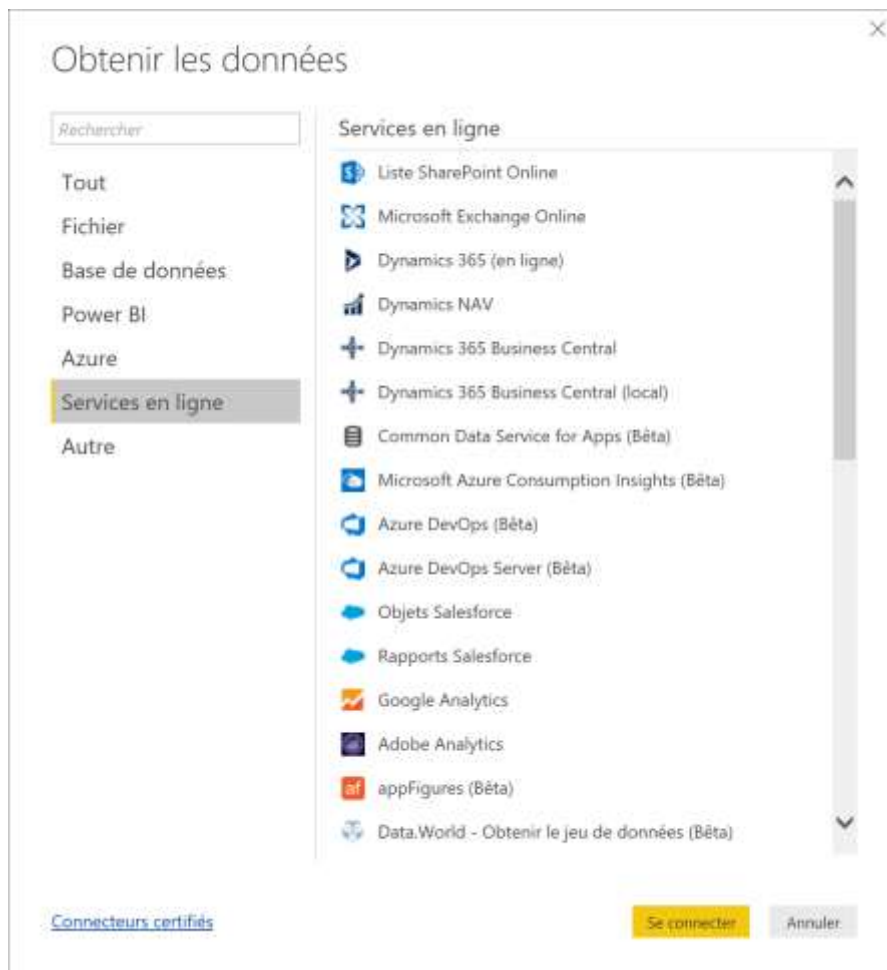 Obtenir les données
Rechercher
Tout
Fichier
Base de données
Power BI
Azure
Services en ligne
Autre
Services en ligne
Liste SharePoint Online
Microsoft Exchange Online
Dynamics 365 (en ligne)
Dynamics NAV
Dynamics 365 Business Central
Dynamics 365 Business Central (local)
Common Data Service for Apps (Bêta)
Microsoft Azure Consumption Insights (Bêta)
Azure DevOps (Bêta)
Azure DevOps Server (Bêta)
Objets Salesforce
Rapports Salesforce
Google Analytics
Adobe Analytics
af appFigures (Bêta)
Data.World - Obtenir le jeu de données (Bêta)
Connecteurs certifiés
Se connecter
Annuler